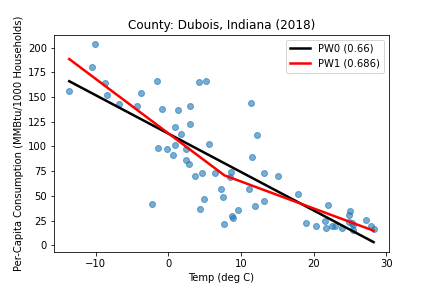 County: Dubois, Indiana (2018)
PW0 (0.66)
PW1 (0.686)
Per-Capita Consumption (MMBtu/1000 Households)
200
175
150
125
100
75
50
25
0
−10
0
10
20
30
Temp (deg C)